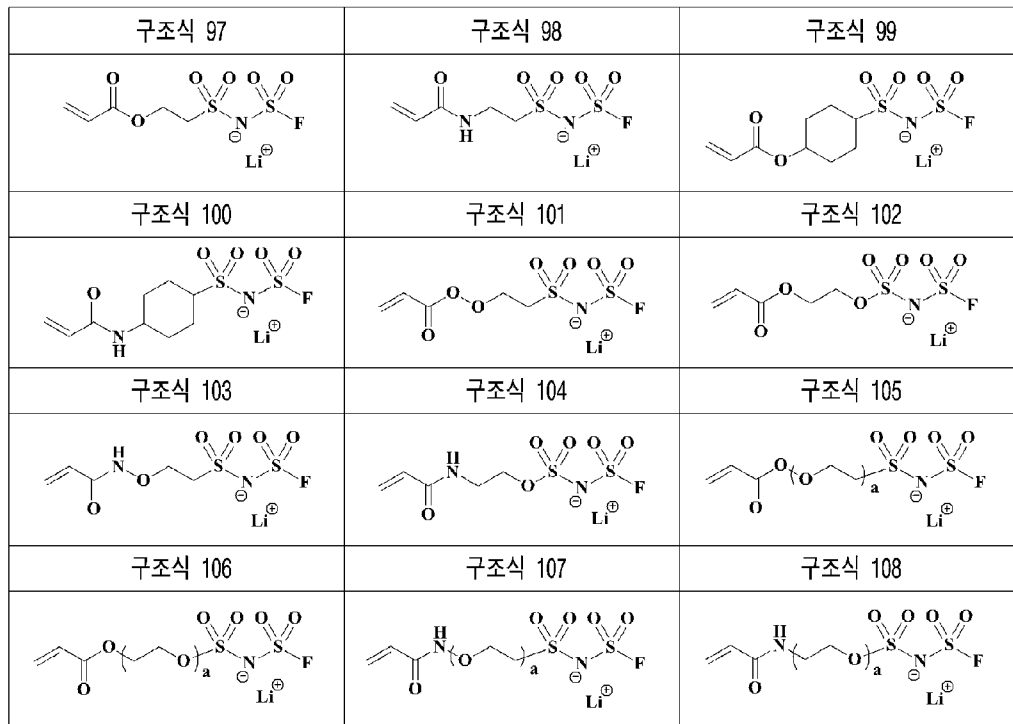 구조식 97 구조식 98 구조식 99
O O O O O
O S N S F
⊖
Li⊕
O O O O O
N H S N S F
⊖
Li⊕
O O O O O
O S N S F
⊖
Li⊕
구조식 100 구조식 101 구조식 102
O O O O O
N H S N S F
⊖
Li⊕
O O O O
O O S N S F
O ⊖
Li⊕
O O O O
O O S N S F
O ⊖
Li⊕
구조식 103 구조식 104 구조식 105
H O O O O
N O S N S F
O ⊖
Li⊕
H O O O O
N O S N S F
O ⊖
Li⊕
O O O O
O ( O ) a S N S F
O ⊖
Li⊕
구조식 106 구조식 107 구조식 108
O O O O
O ( O ) a S N S F
O ⊖
Li⊕
H O O O O
N ( O ) a S N S F
O ⊖
Li⊕
H O O O O
N ( O ) a S N S F
O ⊖
Li⊕